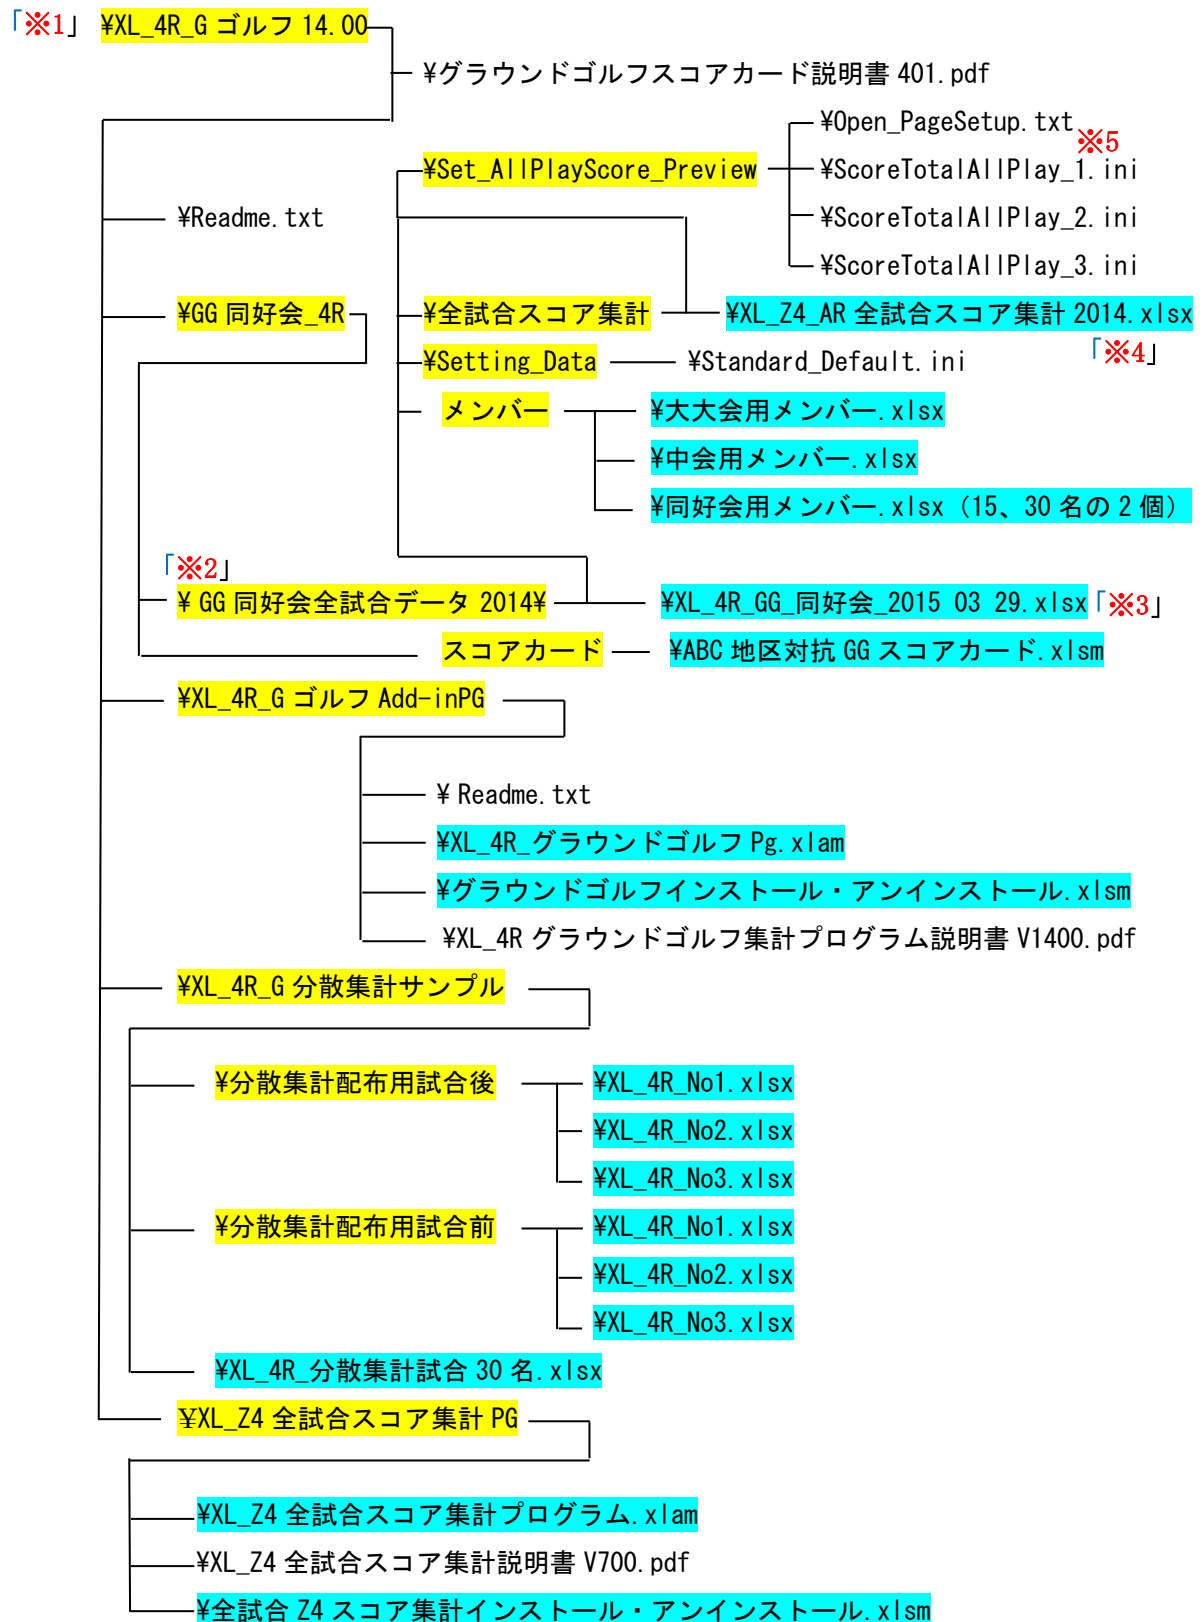 「※1」 ¥XL_4R_G ゴルフ 14.00
¥グラウンドゴルフスコアカード説明書 401.pdf
¥Open_PageSetup.txt
※5
¥Set_AllPlayScore_Preview ¥ScoreTotalAllPlay_1.ini
¥Readme.txt ¥ScoreTotalAllPlay_2.ini
¥ScoreTotalAllPlay_3.ini
¥GG 同好会_4R ¥全試合スコア集計 ¥XL_Z4_AR 全試合スコア集計 2014.xlsx
「※4」
¥Setting_Data ¥Standard_Default.ini
メンバー ¥大大会用メンバー.xlsx
¥中会用メンバー.xlsx
¥同好会用メンバー.xlsx（15、30 名の 2 個）
「※2」
¥ GG 同好会全試合データ 2014¥ ¥XL_4R_GG_同好会_2015 03 29.xlsx「※3」
スコアカード ¥ABC 地区対抗 GG スコアカード.xlsm
¥XL_4R_G ゴルフ Add-inPG
¥ Readme.txt
¥XL_4R_グラウンドゴルフ Pg.xlam
¥グラウンドゴルフインストール・アンインストール.xlsm
¥XL_4R グラウンドゴルフ集計プログラム説明書 V1400.pdf
¥XL_4R_G 分散集計サンプル
¥分散集計配布用試合後 ¥XL_4R_No1.xlsx
¥XL_4R_No2.xlsx
¥XL_4R_No3.xlsx
¥分散集計配布用試合前 ¥XL_4R_No1.xlsx
¥XL_4R_No2.xlsx
¥XL_4R_No3.xlsx
¥XL_4R_分散集計試合 30 名.xlsx
¥XL_Z4 全試合スコア集計 PG
¥XL_Z4 全試合スコア集計プログラム.xlam
¥XL_Z4 全試合スコア集計説明書 V700.pdf
¥全試合 Z4 スコア集計インストール・アンインストール.xlsm